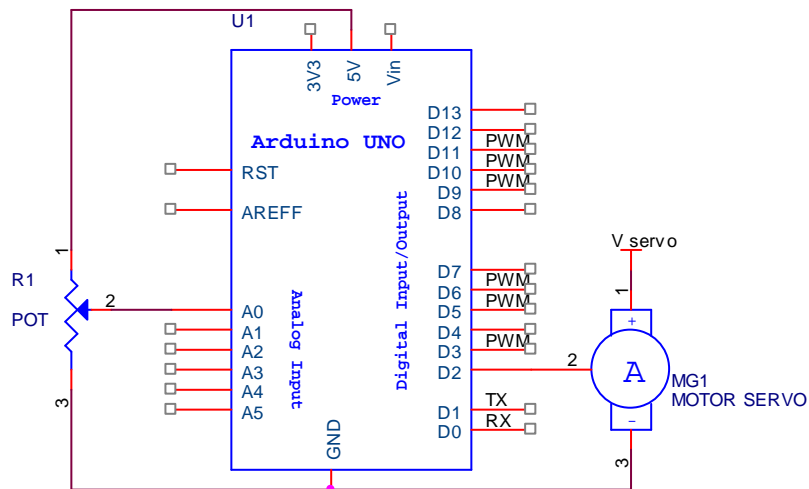 U1
3V3
5V
Vin
Power
Arduino UNO
RST
AREFF
A0
A1
A2
A3
A4
A5
Analog Input
Digital Input/Output
D13
D12
PWM
D11
PWM
D10
PWM
D9
D8
D7
PWM
D6
PWM
D5
D4
PWM
D3
D2
TX
D1
RX
D0
GND
1
R1
2
POT
3
V servo
1
+
2
A
MG1
MOTOR SERVO
-
3